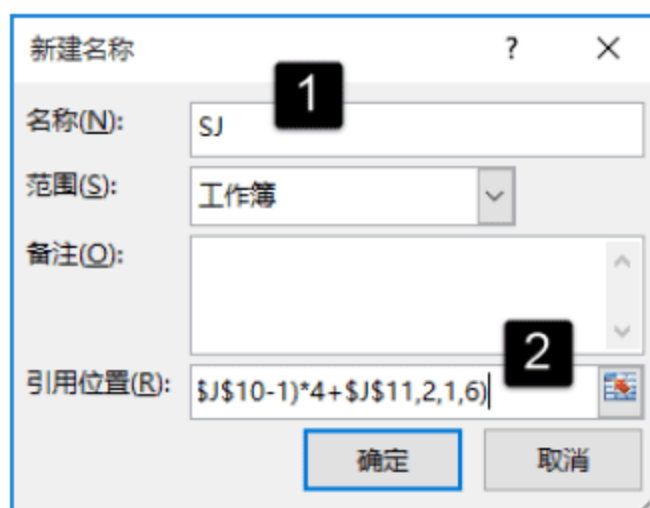 新建名称 ?
1
名称(N): SJ
范围(S): 工作簿
备注(O):
2
引用位置(R): $J$10-1)*4+$J$11,2,1,6)
确定 取消